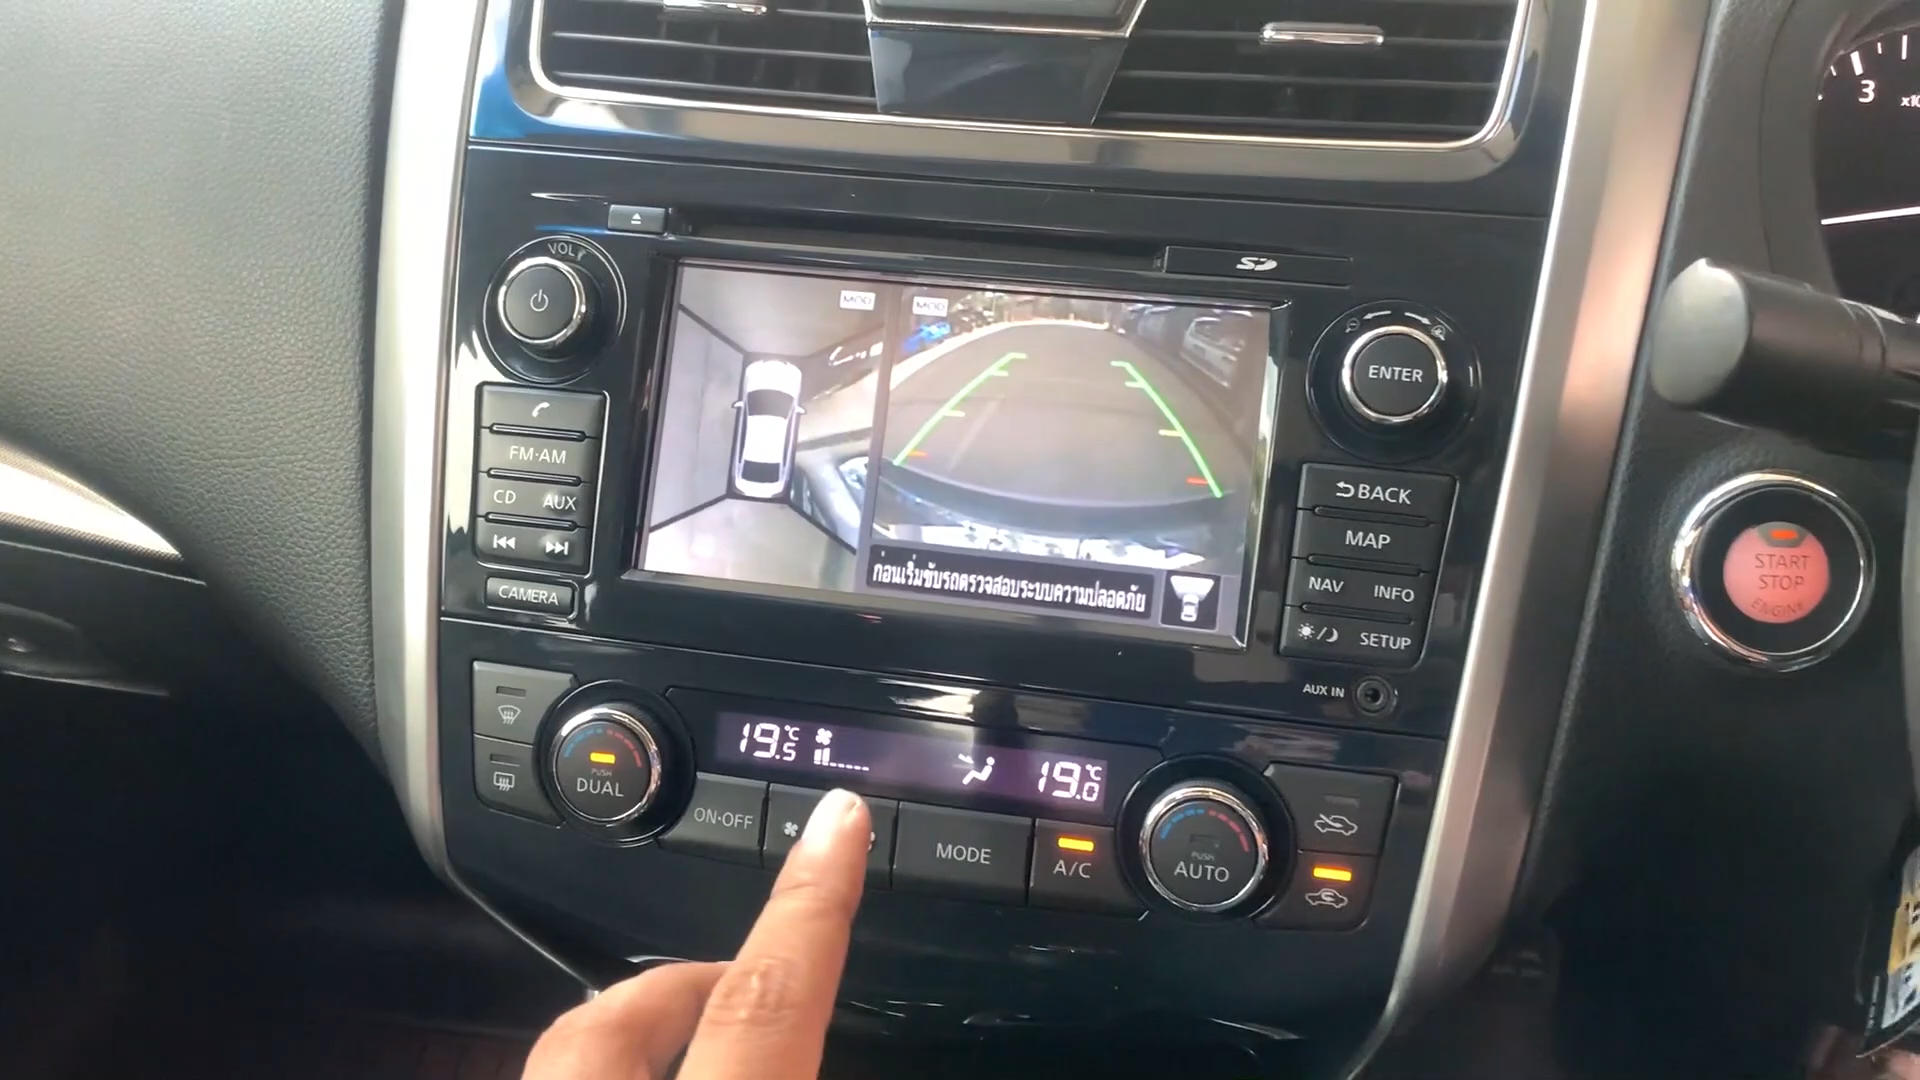 3
x10
VOL
SD
MOD
MOD
ENTER
FM·AM
CD AUX
CAMERA
BACK
MAP
NAV INFO
SETUP
AUX IN
ก่อนเริ่มขับรถตรวจสอบระบบความปลอดภัย
START
STOP
ENGINE
19.5°C
19.0°C
PUSH
DUAL
ON·OFF
MODE
A/C
PUSH
AUTO